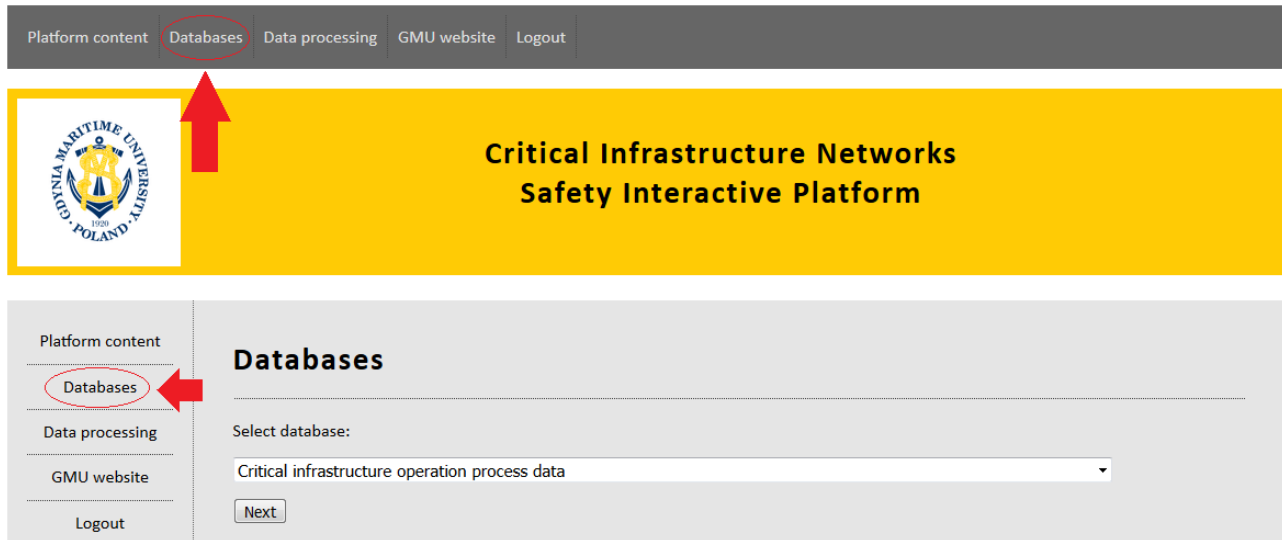 Platform content Databases Data processing GMU website Logout
GDYNIA MARITIME UNIVERSITY
1920
POLAND
Critical Infrastructure Networks
Safety Interactive Platform
Platform content
Databases
Data processing
GMU website
Logout
Databases
Select database:
Critical infrastructure operation process data
Next